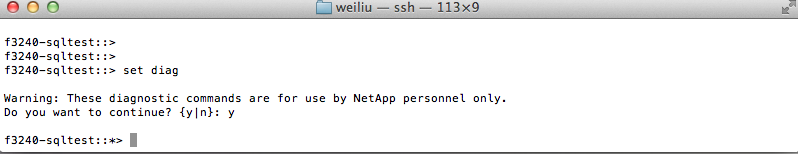 weiliu — ssh — 113×9
f3240-sqltest::>
f3240-sqltest::>
f3240-sqltest::> set diag
Warning: These diagnostic commands are for use by NetApp personnel only.
Do you want to continue? {y|n}: y
f3240-sqltest::*>